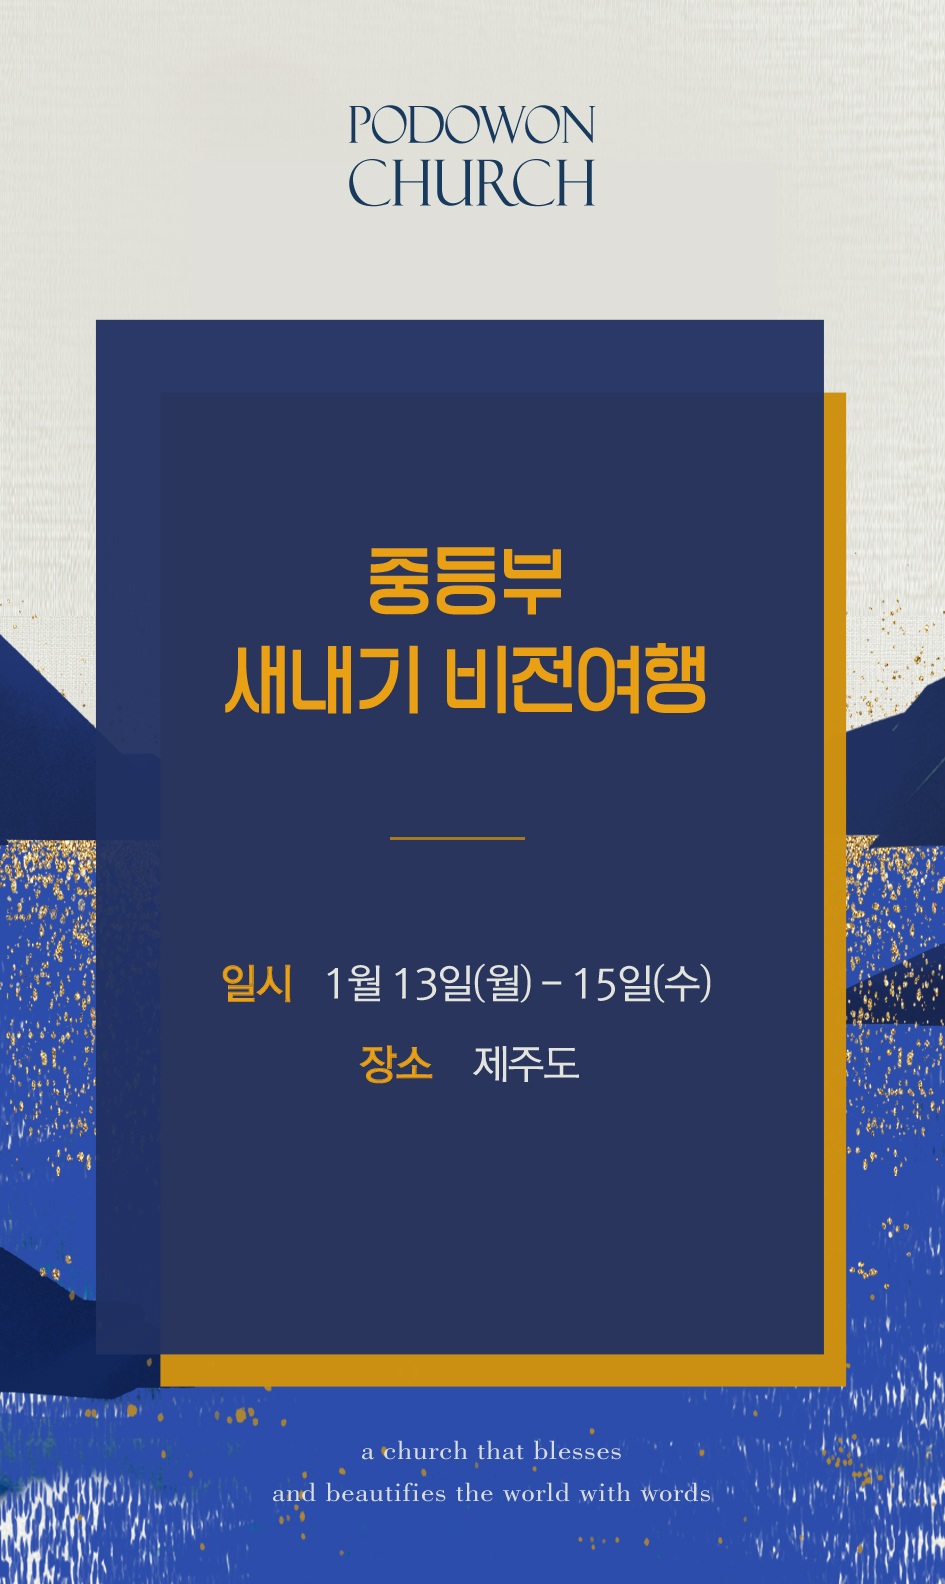 PODOWON
CHURCH
중등부
새내기 비전여행
일시 1월 13일(월) – 15일(수)
장소 제주도
a church that blesses
and beautifies the world with words